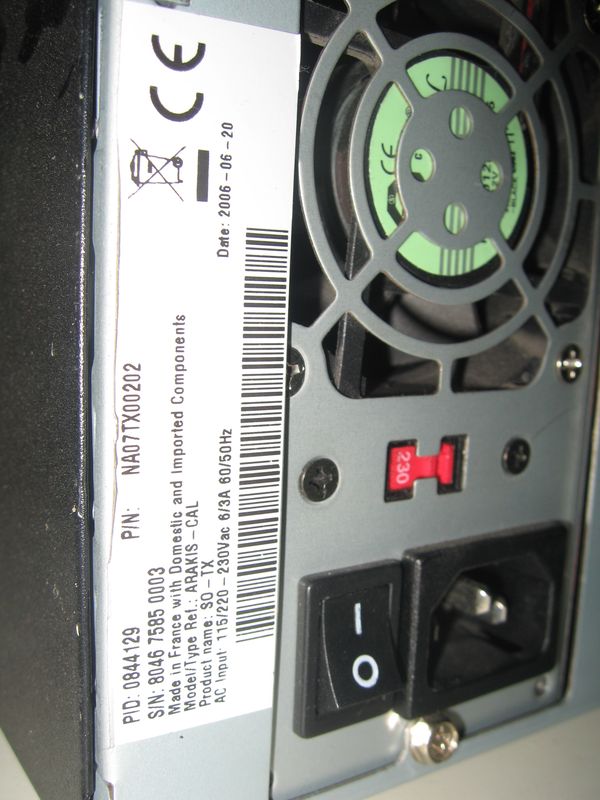 PID: 0844129 P/N: NA07TX00202
S/N: 8046 7585 0003
Made in France with Domestic and Imported Components
Model/Type Ref.: ARAKIS - CAL
Product name: SO - TX
AC Input: 115/220 - 230Vac 6/3A 60/50Hz
Date: 2006-06-20
CE
230